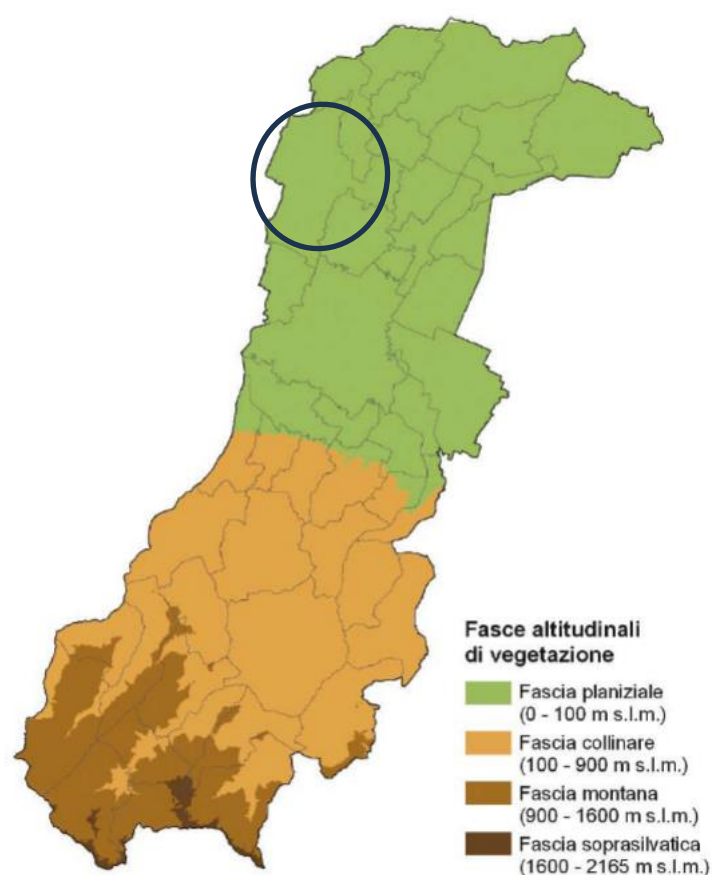 Fasce altitudinali
di vegetazione
Fascia planiziale
(0 - 100 m s.l.m.)
Fascia collinare
(100 - 900 m s.l.m.)
Fascia montana
(900 - 1600 m s.l.m.)
Fascia soprasilvatica
(1600 - 2165 m s.l.m.)